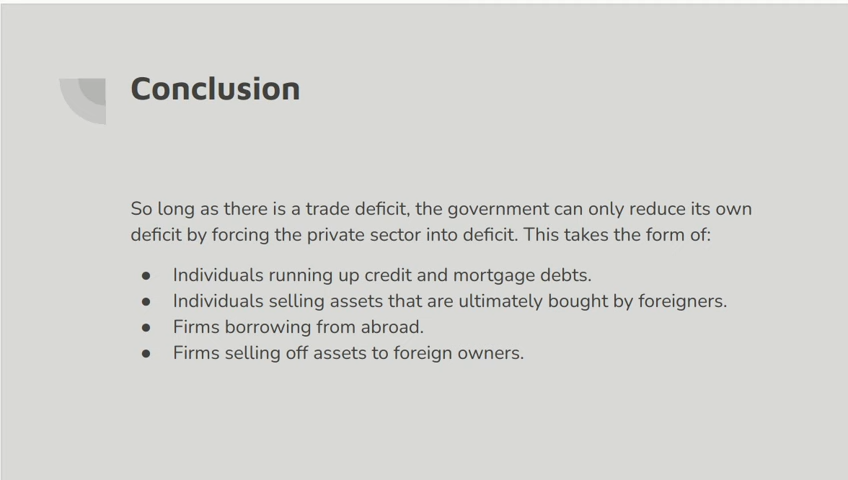 Conclusion
So long as there is a trade deficit, the government can only reduce its own
deficit by forcing the private sector into deficit. This takes the form of:
● Individuals running up credit and mortgage debts.
● Individuals selling assets that are ultimately bought by foreigners.
● Firms borrowing from abroad.
● Firms selling off assets to foreign owners.